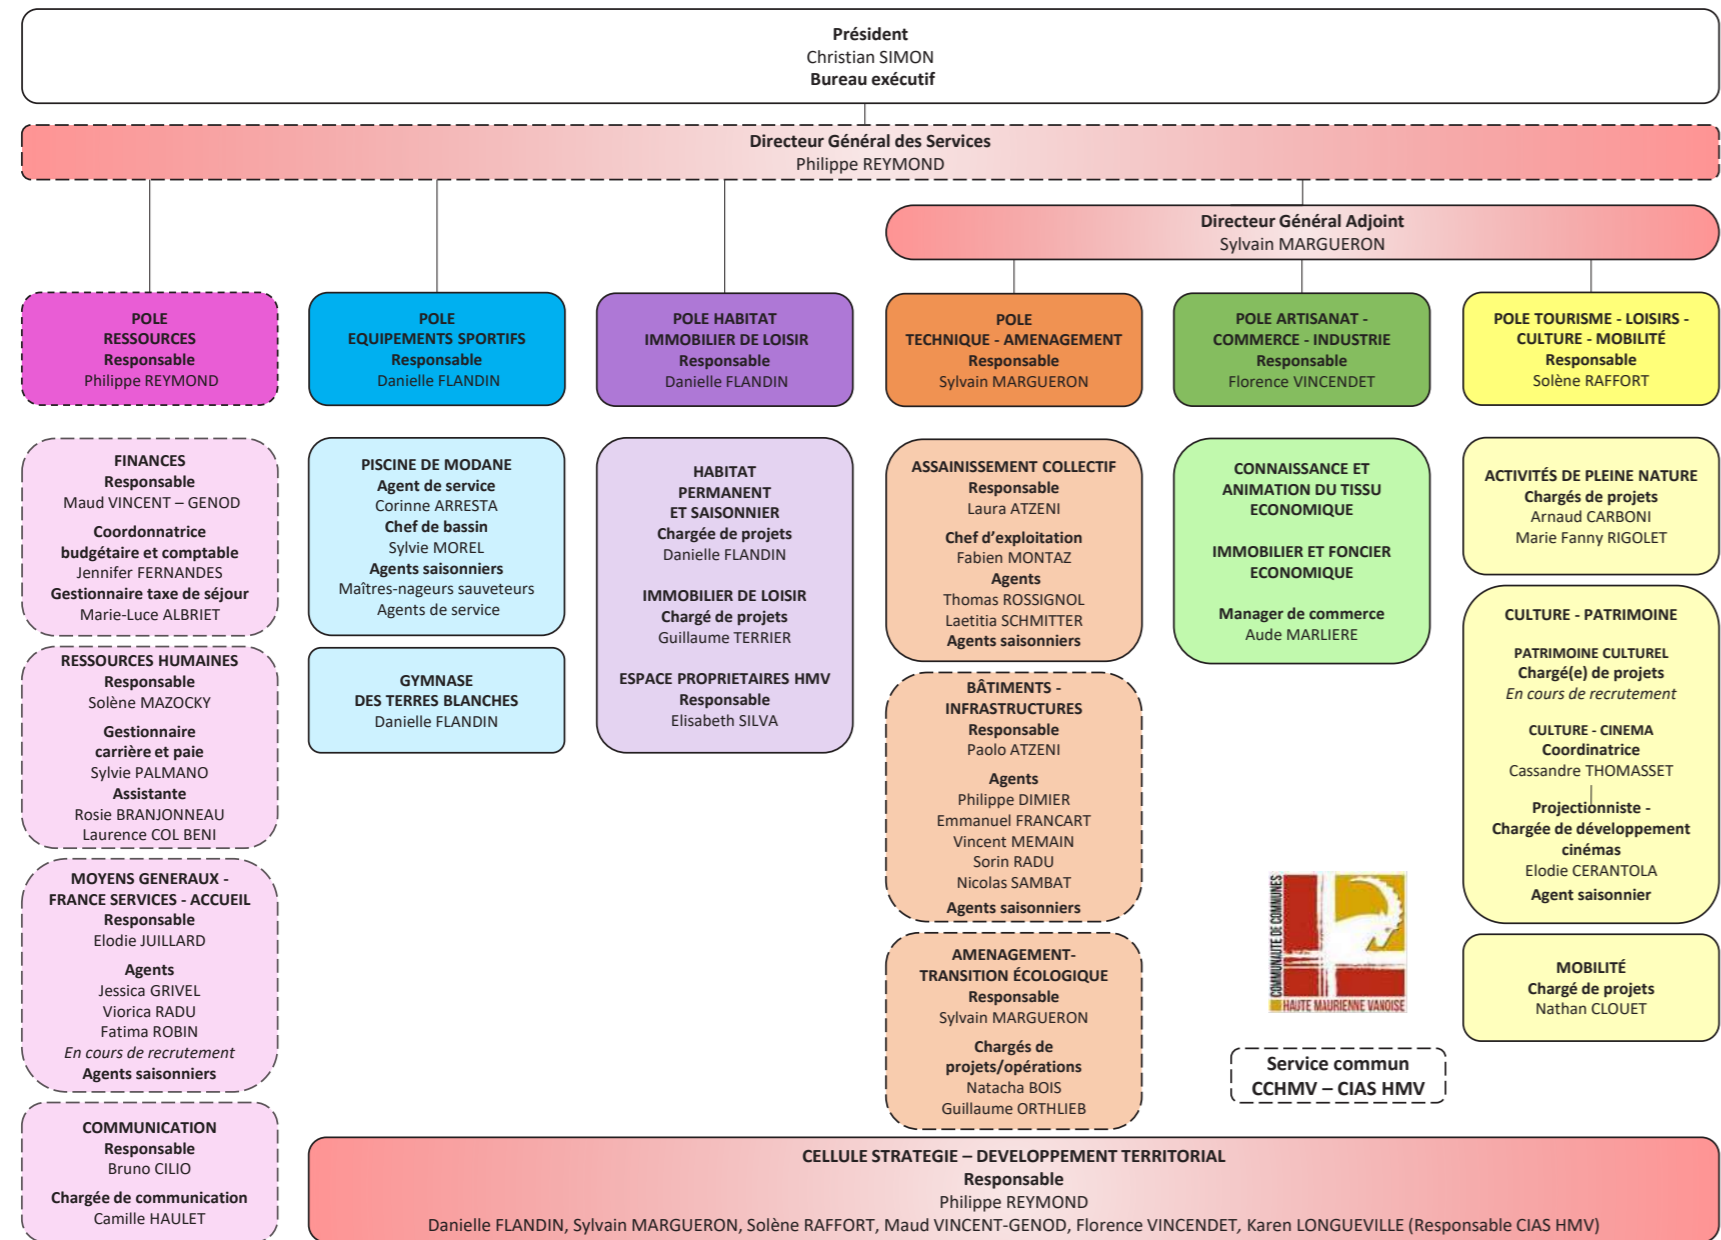 Président
Christian SIMON
Bureau exécutif
Directeur Général des Services
Philippe REYMOND
Directeur Général Adjoint
Sylvain MARGUERON
POLE
RESSOURCES
Responsable
Philippe REYMOND
POLE
EQUIPEMENTS SPORTIFS
Responsable
Danielle FLANDIN
POLE HABITAT
IMMOBILIER DE LOISIR
Responsable
Danielle FLANDIN
POLE
TECHNIQUE - AMENAGEMENT
Responsable
Sylvain MARGUERON
POLE ARTISANAT -
COMMERCE - INDUSTRIE
Responsable
Florence VINCENDET
POLE TOURISME - LOISIRS -
CULTURE - MOBILITÉ
Responsable
Solène RAFFORT
FINANCES
Responsable
Maud VINCENT – GENOD
Coordonnatrice
budgétaire et comptable
Jennifer FERNANDES
Gestionnaire taxe de séjour
Marie-Luce ALBRIET
RESSOURCES HUMAINES
Responsable
Solène MAZOCKY
Gestionnaire
carrière et paie
Sylvie PALMANO
Assistante
Rosie BRANJONNEAU
Laurence COL BENI
MOYENS GENERAUX -
FRANCE SERVICES - ACCUEIL
Responsable
Elodie JUILLARD
Agents
Jessica GRIVEL
Viorica RADU
Fatima ROBIN
En cours de recrutement
Agents saisonniers
COMMUNICATION
Responsable
Bruno CILIO
Chargée de communication
Camille HAULET
PISCINE DE MODANE
Agent de service
Corinne ARRESTA
Chef de bassin
Sylvie MOREL
Agents saisonniers
Maîtres-nageurs sauveteurs
Agents de service
GYMNASE
DES TERRES BLANCHES
Danielle FLANDIN
HABITAT
PERMANENT
ET SAISONNIER
Chargée de projets
Danielle FLANDIN
IMMOBILIER DE LOISIR
Chargé de projets
Guillaume TERRIER
ESPACE PROPRIETAIRES HMV
Responsable
Elisabeth SILVA
ASSAINISSEMENT COLLECTIF
Responsable
Laura ATZENI
Chef d'exploitation
Fabien MONTAZ
Agents
Thomas ROSSIGNOL
Laetitia SCHMITTER
Agents saisonniers
BÂTIMENTS -
INFRASTRUCTURES
Responsable
Paolo ATZENI
Agents
Philippe DIMIER
Emmanuel FRANCART
Vincent MEMAIN
Sorin RADU
Nicolas SAMBAT
Agents saisonniers
AMENAGEMENT-
TRANSITION ÉCOLOGIQUE
Responsable
Sylvain MARGUERON
Chargés de
projets/opérations
Natacha BOIS
Guillaume ORTHLIEB
CONNAISSANCE ET
ANIMATION DU TISSU
ECONOMIQUE
IMMOBILIER ET FONCIER
ECONOMIQUE
Manager de commerce
Aude MARLIERE
ACTIVITÉS DE PLEINE NATURE
Chargés de projets
Arnaud CARBONI
Marie Fanny RIGOLET
CULTURE - PATRIMOINE
PATRIMOINE CULTUREL
Chargé(e) de projets
En cours de recrutement
CULTURE - CINEMA
Coordinatrice
Cassandre THOMASSET
Projectionniste -
Chargée de développement
cinémas
Elodie CERANTOLA
Agent saisonnier
MOBILITÉ
Chargé de projets
Nathan CLOUET
COMMUNAUTE DE COMMUNES
HAUTE MAURIENNE VANOISE
Service commun
CCHMV – CIAS HMV
CELLULE STRATEGIE – DEVELOPPEMENT TERRITORIAL
Responsable
Philippe REYMOND
Danielle FLANDIN, Sylvain MARGUERON, Solène RAFFORT, Maud VINCENT-GENOD, Florence VINCENDET, Karen LONGUEVILLE (Responsable CIAS HMV)